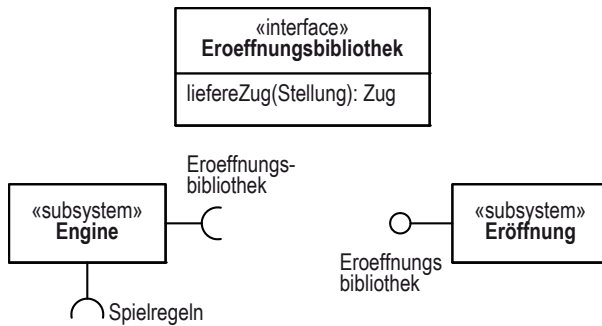 «interface»
Eroeffnungsbibliothek
liefereZug(Stellung): Zug
Eroeffnungs-
bibliothek
«subsystem»
Engine
«subsystem»
Eröffnung
Eroeffnungs
bibliothek
Spielregeln